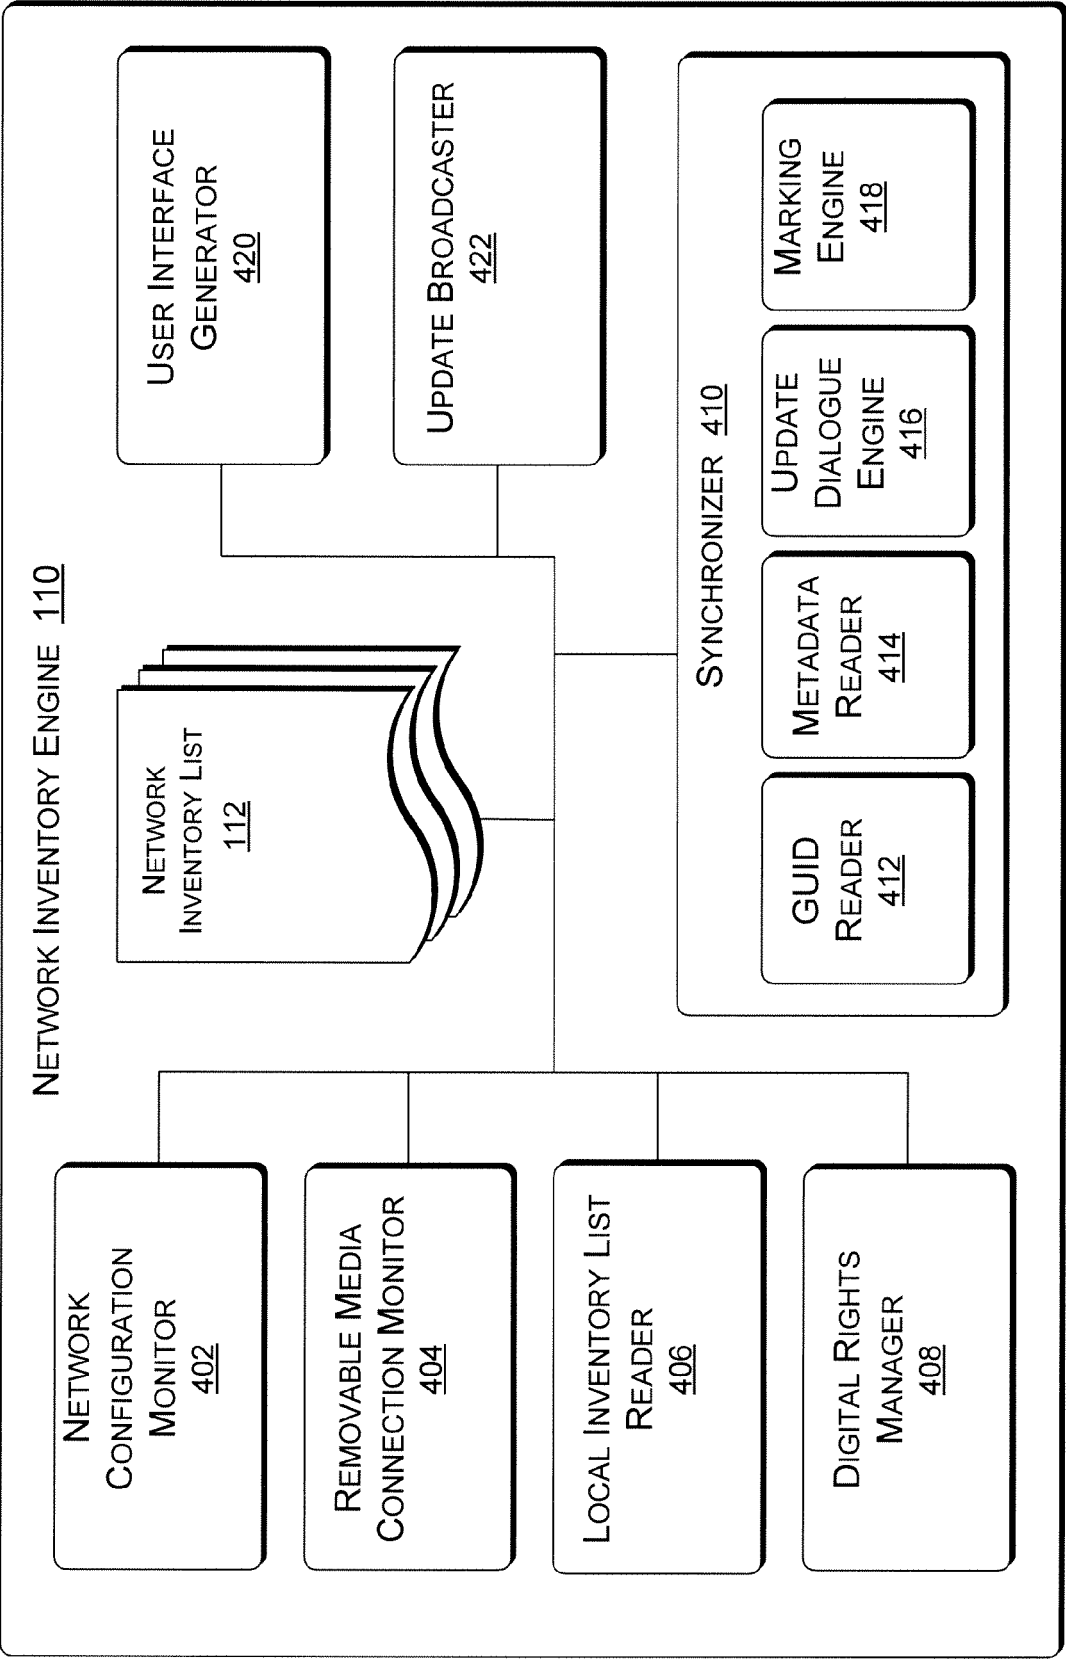 NETWORK INVENTORY ENGINE 110
NETWORK
CONFIGURATION
MONITOR
402
REMOVABLE MEDIA
CONNECTION MONITOR
404
LOCAL INVENTORY LIST
READER
406
DIGITAL RIGHTS
MANAGER
408
NETWORK
INVENTORY LIST
112
USER INTERFACE
GENERATOR
420
UPDATE BROADCASTER
422
SYNCHRONIZER 410
GUID
READER
412
METADATA
READER
414
UPDATE
DIALOGUE
ENGINE
416
MARKING
ENGINE
418